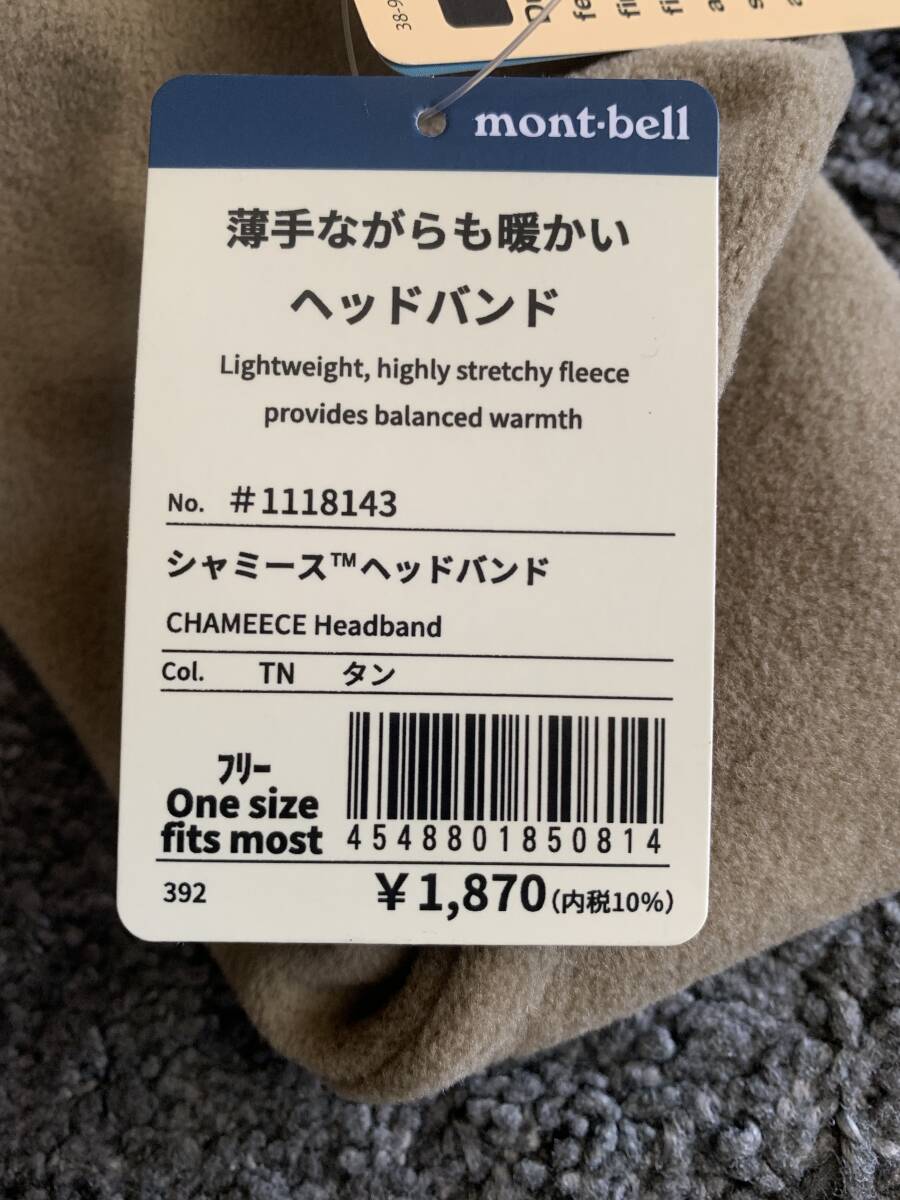 38-9
mont·bell
薄手ながらも暖かい
ヘッドバンド
Lightweight, highly stretchy fleece
provides balanced warmth
No. #1118143
シャミース™ヘッドバンド
CHAMEECE Headband
Col. TN タン
フリー
One size
fits most
4548801850814
392 ¥1,870(内税10%)